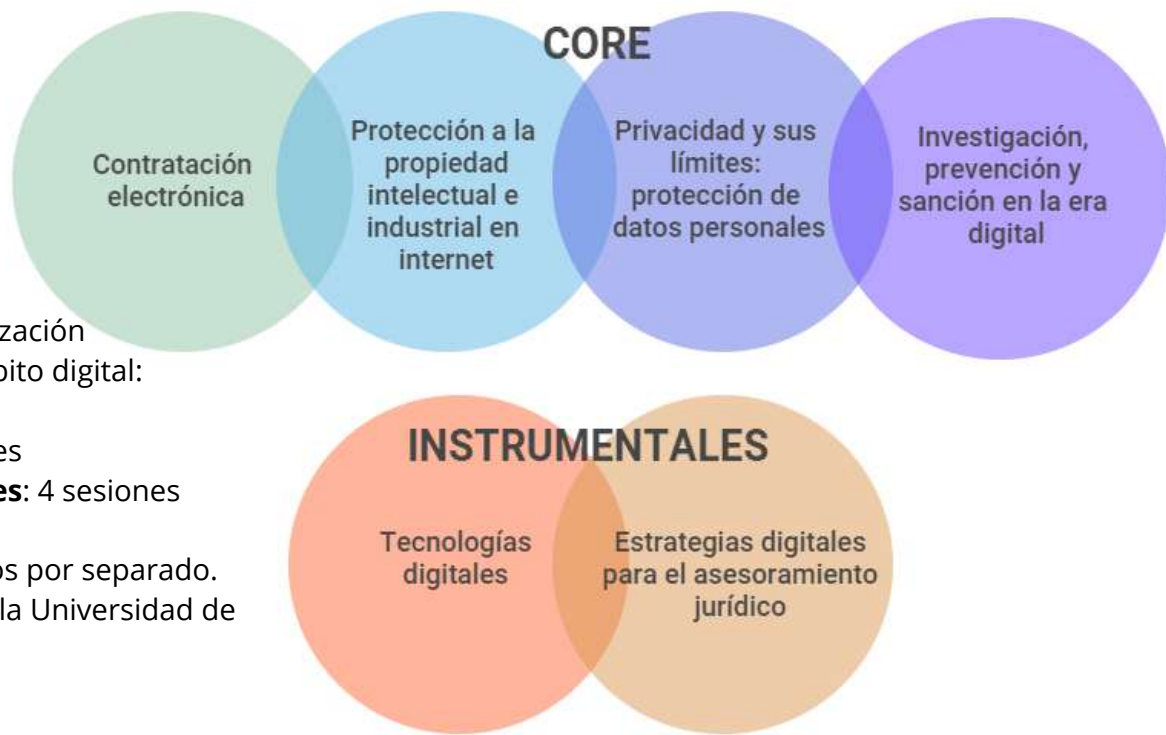 CORE
Contratación
electrónica
Protección a la
propiedad
intelectual e
industrial en
internet
Privacidad y sus
límites:
protección de
datos personales
Investigación,
prevención y
sanción en la era
digital
ización
bito digital:
es
es: 4 sesiones
os por separado.
la Universidad de
INSTRUMENTALES
Tecnologías
digitales
Estrategias digitales
para el asesoramiento
jurídico